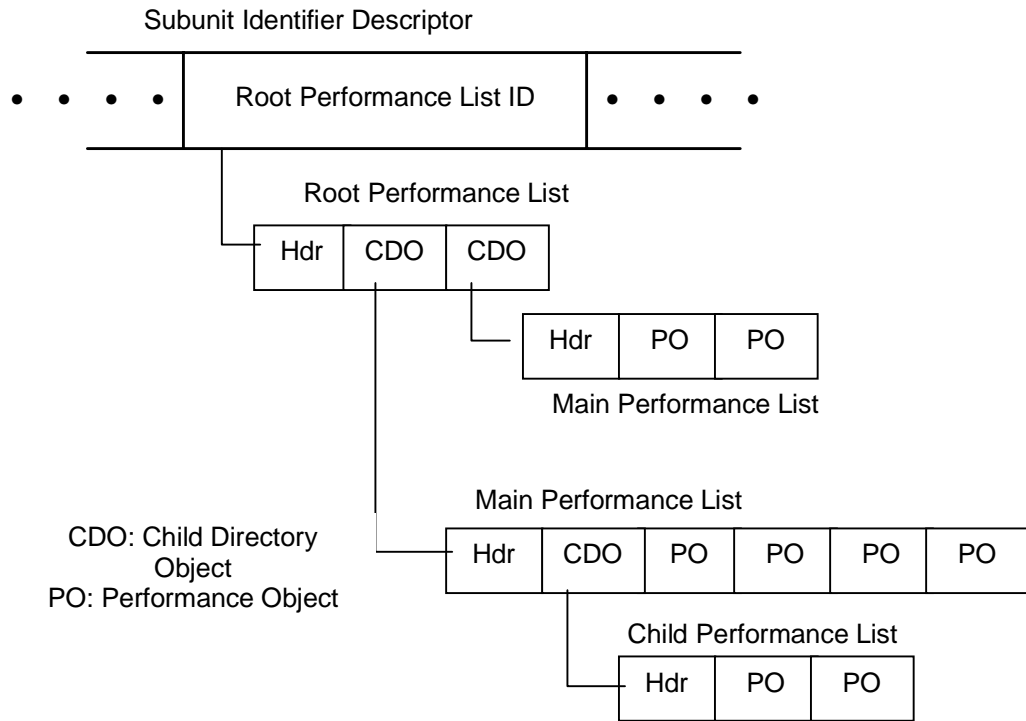 Subunit Identifier Descriptor
Root Performance List ID
Root Performance List
Hdr CDO CDO
Hdr PO PO
Main Performance List
Main Performance List
Hdr CDO PO PO PO PO
CDO: Child Directory
Object
PO: Performance Object
Child Performance List
Hdr PO PO